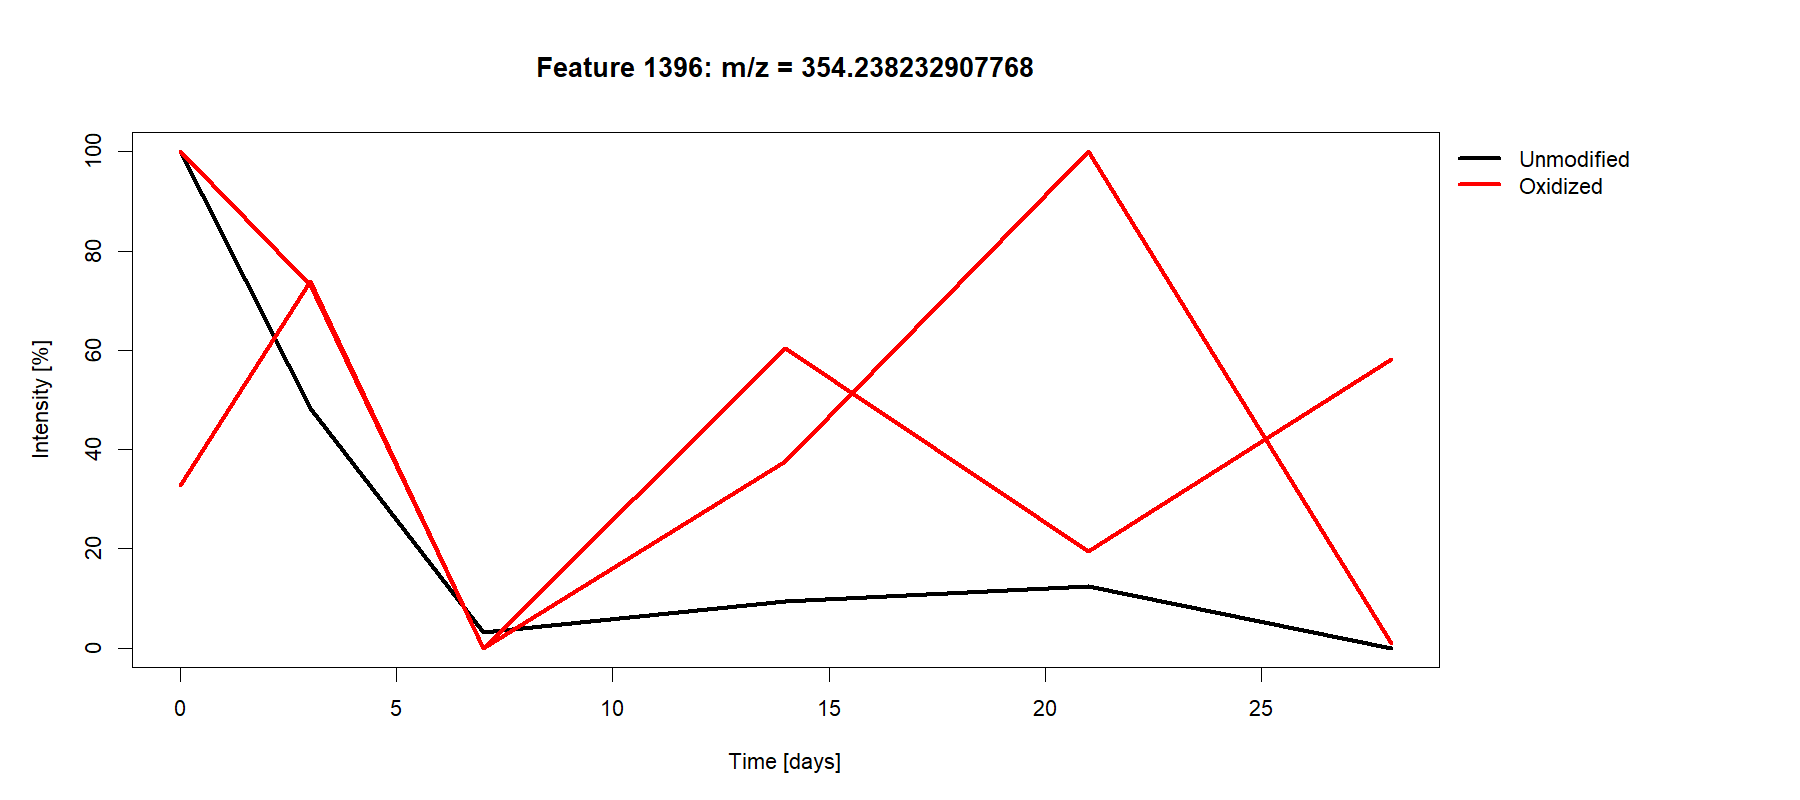 Feature 1396: m/z = 354.238232907768
Unmodified
Oxidized
100
80
60
40
20
0
Intensity [%]
0 5 10 15 20 25
Time [days]